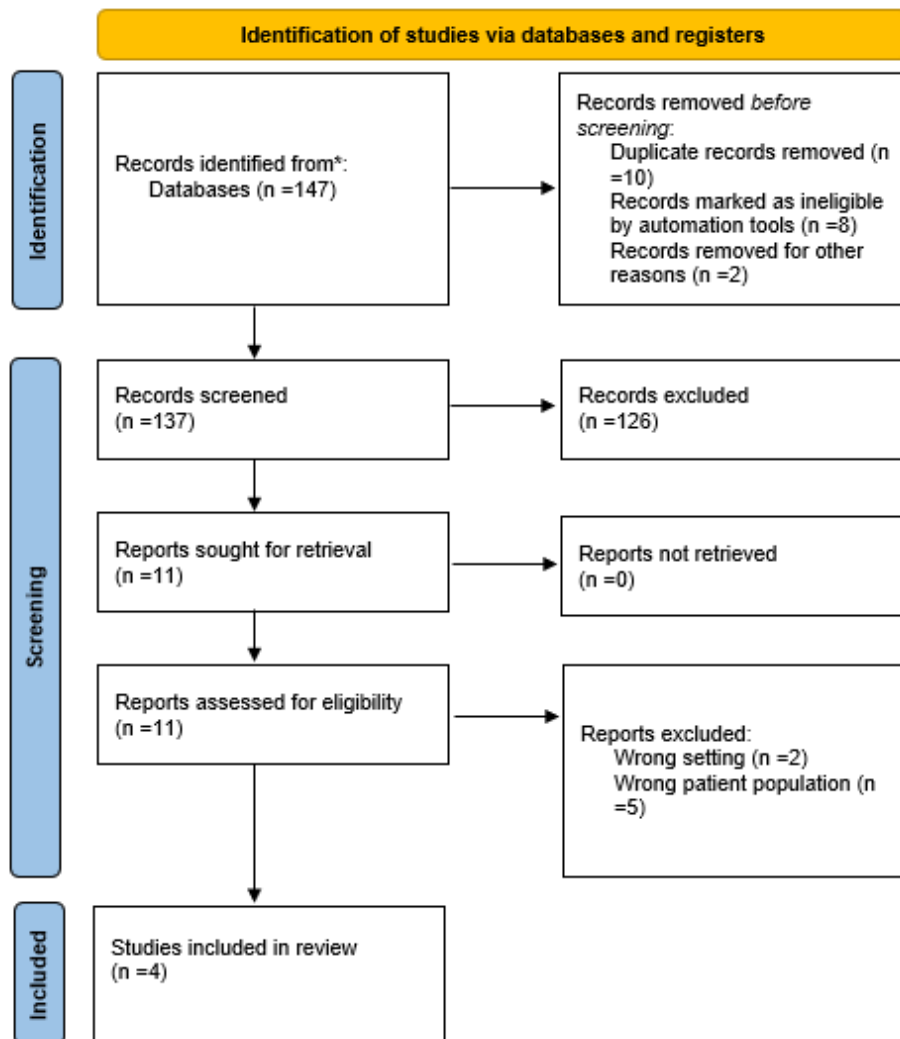 Identification of studies via databases and registers
Identification
Records identified from*:
Databases (n =147)
Records removed before
screening:
Duplicate records removed (n
=10)
Records marked as ineligible
by automation tools (n =8)
Records removed for other
reasons (n =2)
Screening
Records screened
(n =137)
Records excluded
(n =126)
Reports sought for retrieval
(n =11)
Reports not retrieved
(n =0)
Reports assessed for eligibility
(n =11)
Reports excluded:
Wrong setting (n =2)
Wrong patient population (n
=5)
Included
Studies included in review
(n =4)